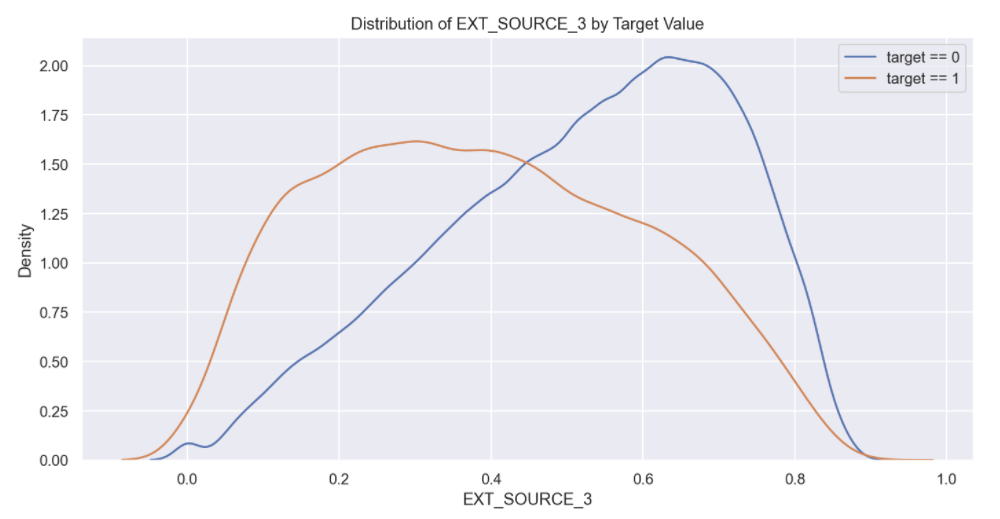 Distribution of EXT_SOURCE_3 by Target Value
target == 0
target == 1
2.00
1.75
1.50
1.25
1.00
0.75
0.50
0.25
0.00
Density
0.0 0.2 0.4 0.6 0.8 1.0
EXT_SOURCE_3